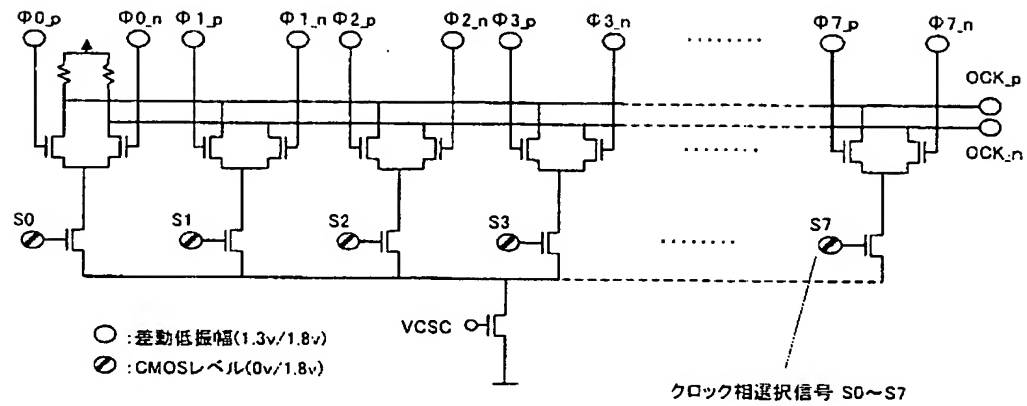 Φ0_p Φ0_n Φ1_p Φ1_n Φ2_p Φ2_n Φ3_p Φ3_n ········ Φ7_p Φ7_n
OCK_p
OCK_n
········
S0 S1 S2 S3 ········ S7
VCSC
:差動低振幅(1.3v/1.8v)
:CMOSレベル(0v/1.8v)
クロック相選択信号 S0～S7